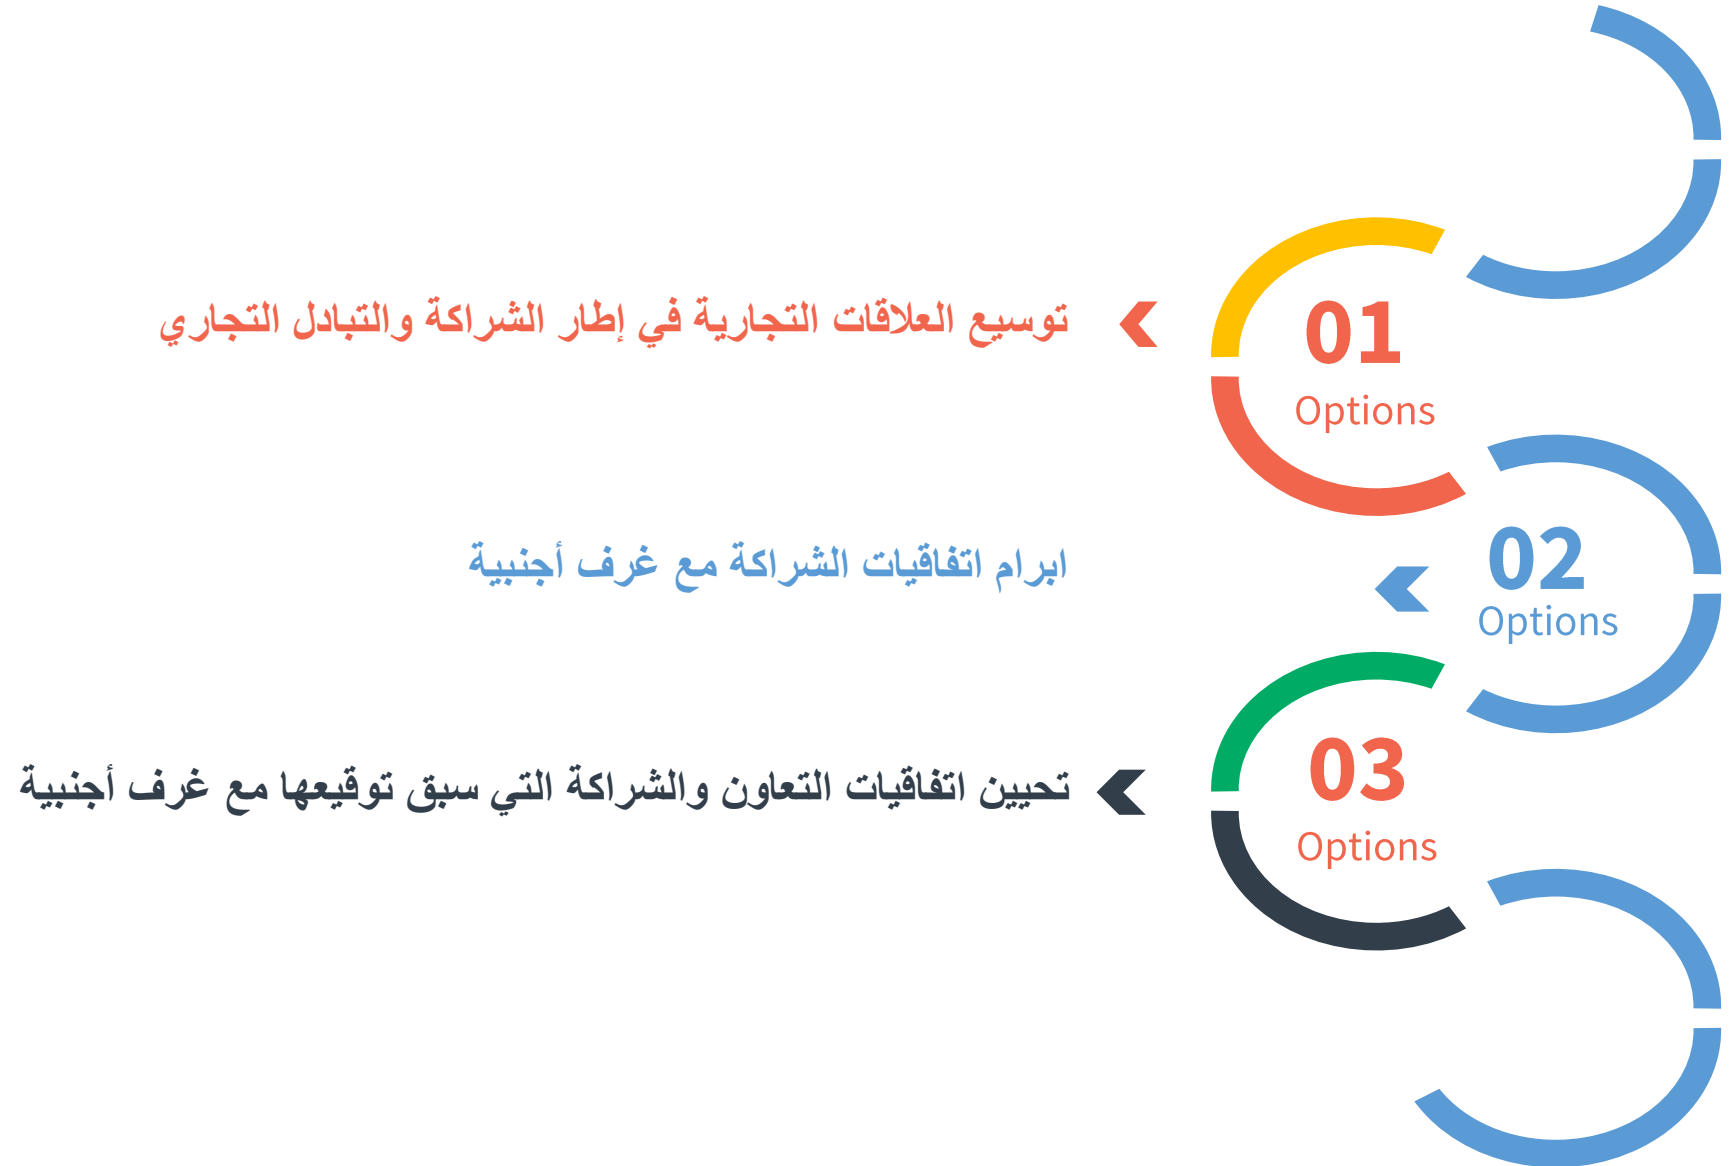 01
Options
توسيع العلاقات التجارية في إطار الشراكة والتبادل التجاري
02
Options
ابرام اتفاقيات الشراكة مع غرف أجنبية
03
Options
تحيين اتفاقيات التعاون والشراكة التي سبق توقيعها مع غرف أجنبية